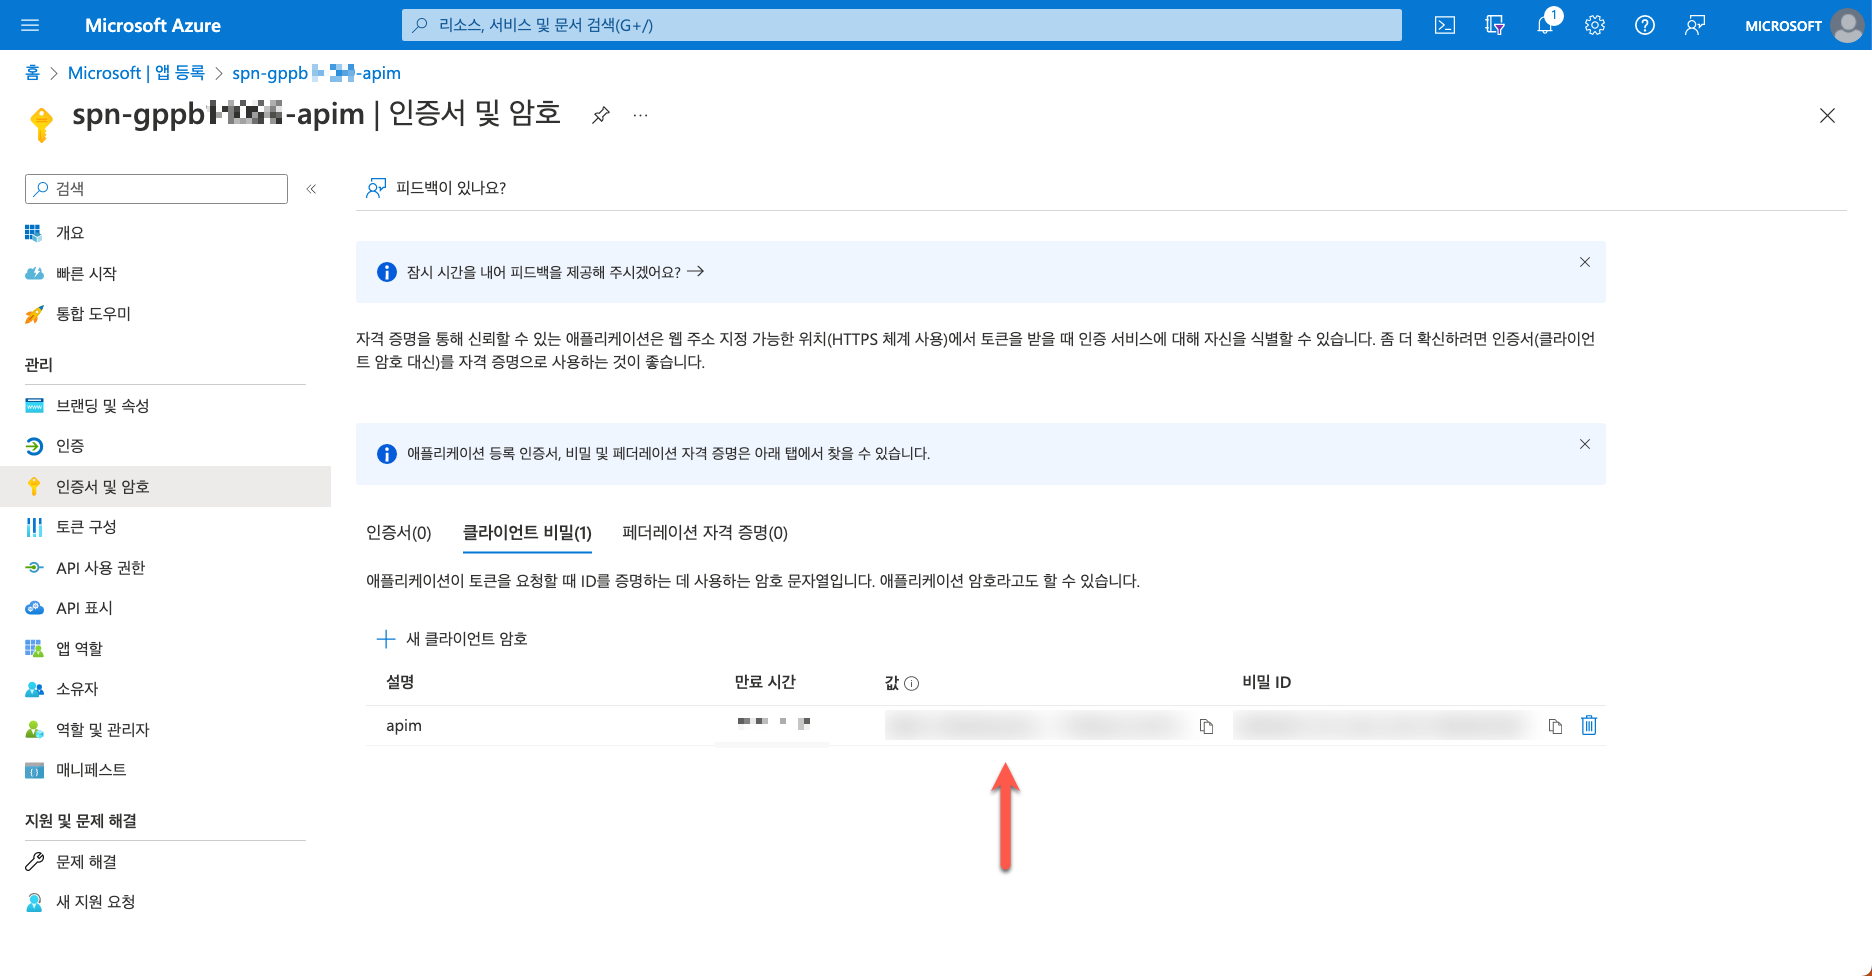 Microsoft Azure
리소스, 서비스 및 문서 검색(G+/)
1
MICROSOFT
홈 > Microsoft | 앱 등록 > spn-gppb -apim
spn-gppb -apim | 인증서 및 암호 ...
검색
«
개요
빠른 시작
통합 도우미
관리
브랜딩 및 속성
인증
인증서 및 암호
토큰 구성
API 사용 권한
API 표시
앱 역할
소유자
역할 및 관리자
매니페스트
지원 및 문제 해결
문제 해결
새 지원 요청
피드백이 있나요?
잠시 시간을 내어 피드백을 제공해 주시겠어요? →
자격 증명을 통해 신뢰할 수 있는 애플리케이션은 웹 주소 지정 가능한 위치(HTTPS 체계 사용)에서 토큰을 받을 때 인증 서비스에 대해 자신을 식별할 수 있습니다. 좀 더 확신하려면 인증서(클라이언
트 암호 대신)를 자격 증명으로 사용하는 것이 좋습니다.
애플리케이션 등록 인증서, 비밀 및 페더레이션 자격 증명은 아래 탭에서 찾을 수 있습니다.
인증서(0) 클라이언트 비밀(1) 페더레이션 자격 증명(0)
애플리케이션이 토큰을 요청할 때 ID를 증명하는 데 사용하는 암호 문자열입니다. 애플리케이션 암호라고도 할 수 있습니다.
새 클라이언트 암호
설명 만료 시간 값 비밀 ID
apim